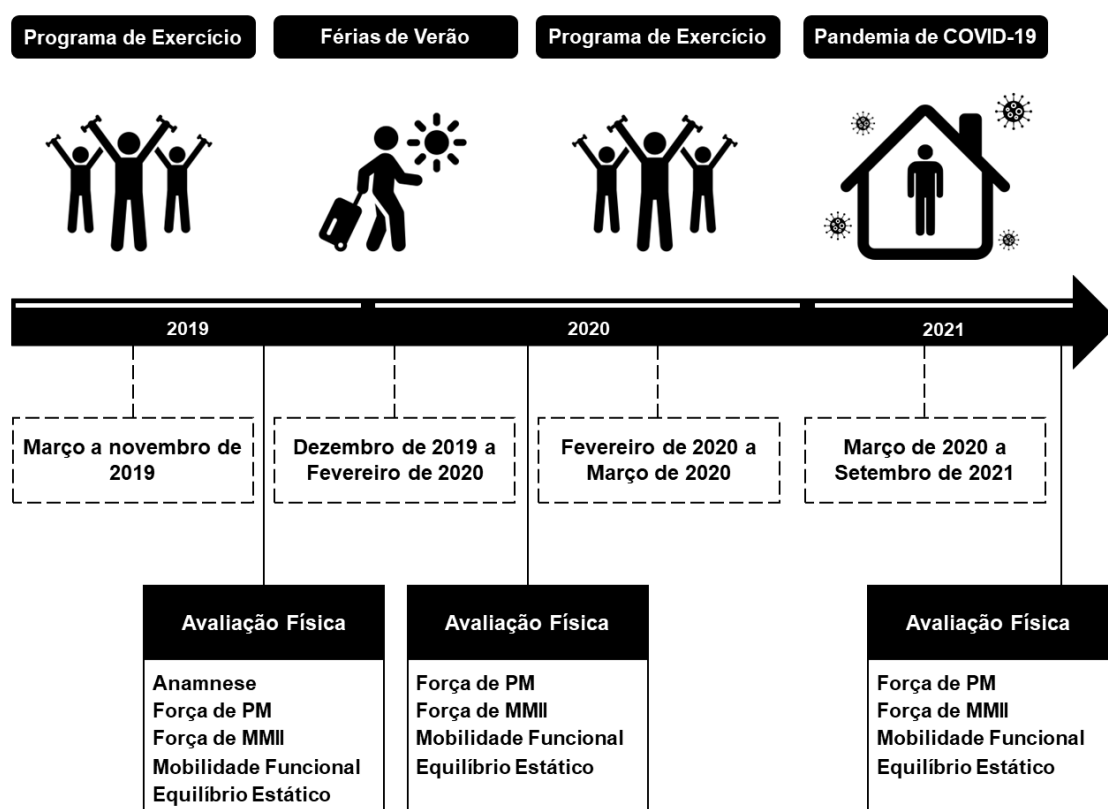 Programa de Exercício
Férias de Verão
Programa de Exercício
Pandemia de COVID-19
2019
2020
2021
Março a novembro de
2019
Dezembro de 2019 a
Fevereiro de 2020
Fevereiro de 2020 a
Março de 2020
Março de 2020 a
Setembro de 2021
Avaliação Física
Anamnese
Força de PM
Força de MMII
Mobilidade Funcional
Equilíbrio Estático
Avaliação Física
Força de PM
Força de MMII
Mobilidade Funcional
Equilíbrio Estático
Avaliação Física
Força de PM
Força de MMII
Mobilidade Funcional
Equilíbrio Estático